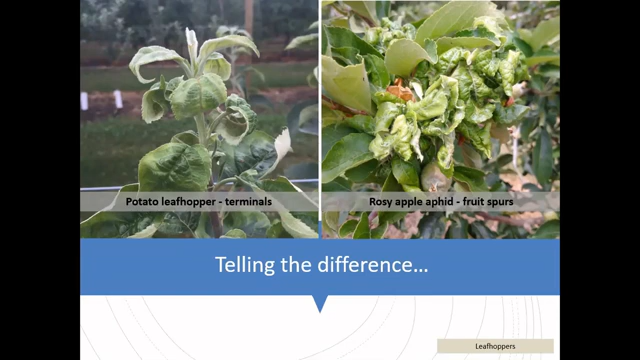 Potato leafhopper - terminals
Rosy apple aphid - fruit spurs
Telling the difference...
Leafhoppers